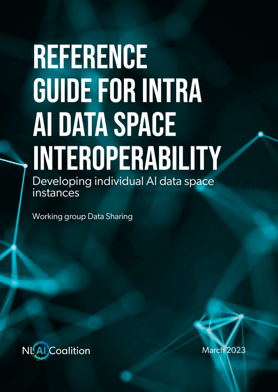 REFERENCE
GUIDE FOR INTRA
AI DATA SPACE
INTEROPERABILITY
Developing individual AI data space
instances
Working group Data Sharing
NL AI Coalition
March 2023